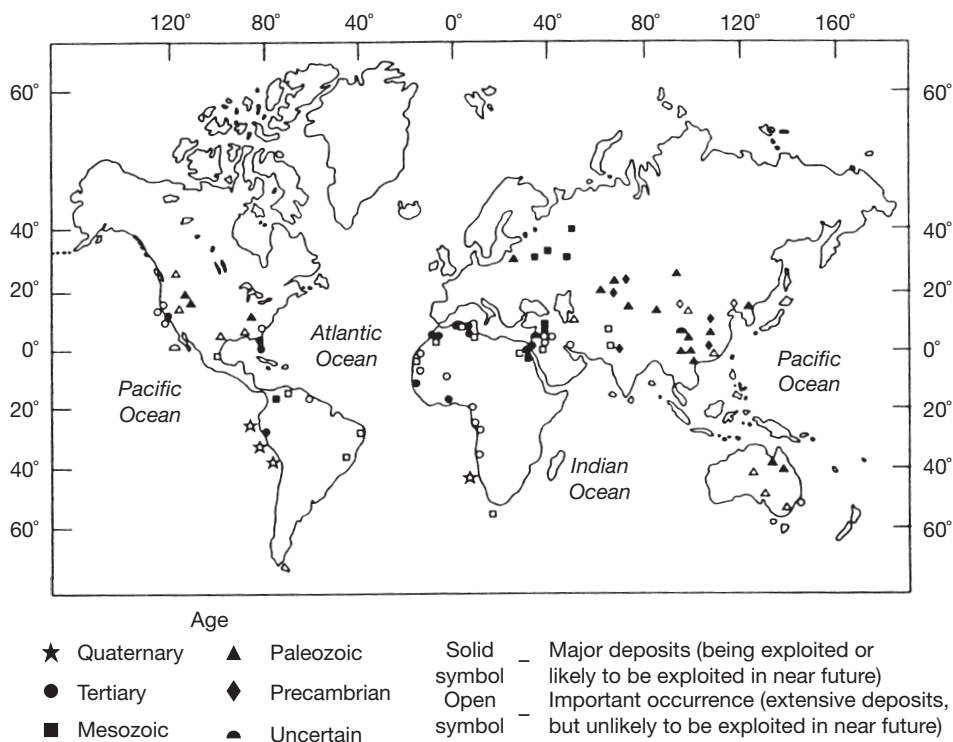 120° 80° 40° 0° 40° 80° 120° 160°
60° 60°
40° 40°
20° 20°
0° 0°
20° 20°
40° 40°
60° 60°
Atlantic
Ocean
Pacific
Ocean
Pacific
Ocean
Indian
Ocean
Age
Quaternary
Tertiary
Mesozoic
Paleozoic
Precambrian
Uncertain
Solid symbol – Major deposits (being exploited or
likely to be exploited in near future)
Open symbol – Important occurrence (extensive deposits,
but unlikely to be exploited in near future)